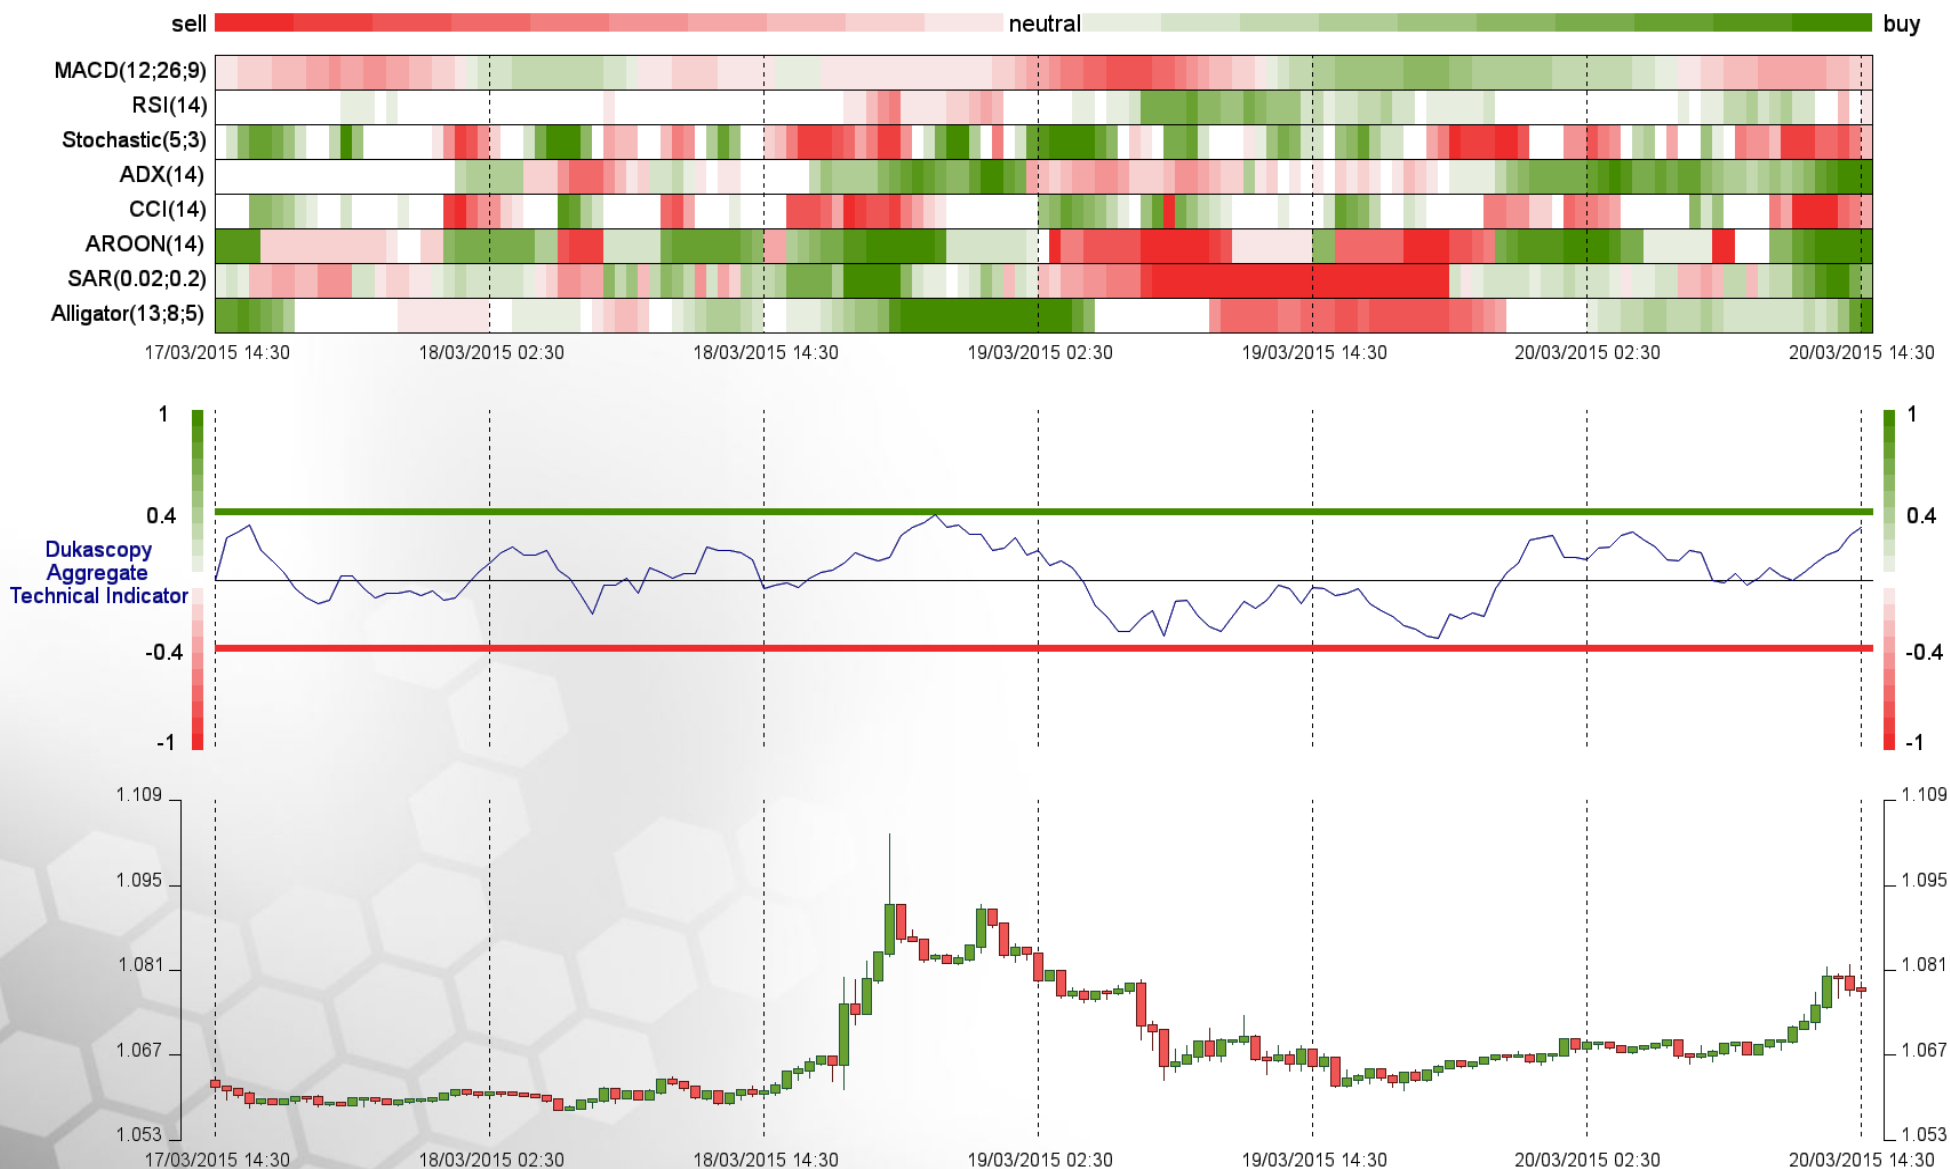 sell neutral buy
MACD(12;26;9)
RSI(14)
Stochastic(5;3)
ADX(14)
CCI(14)
AROON(14)
SAR(0.02;0.2)
Alligator(13;8;5)
17/03/2015 14:30 18/03/2015 02:30 18/03/2015 14:30 19/03/2015 02:30 19/03/2015 14:30 20/03/2015 02:30 20/03/2015 14:30
1 1
0.4 0.4
Dukascopy
Aggregate
Technical Indicator
-0.4 -0.4
-1 -1
1.109 1.109
1.095 1.095
1.081 1.081
1.067 1.067
1.053 1.053
17/03/2015 14:30 18/03/2015 02:30 18/03/2015 14:30 19/03/2015 02:30 19/03/2015 14:30 20/03/2015 02:30 20/03/2015 14:30